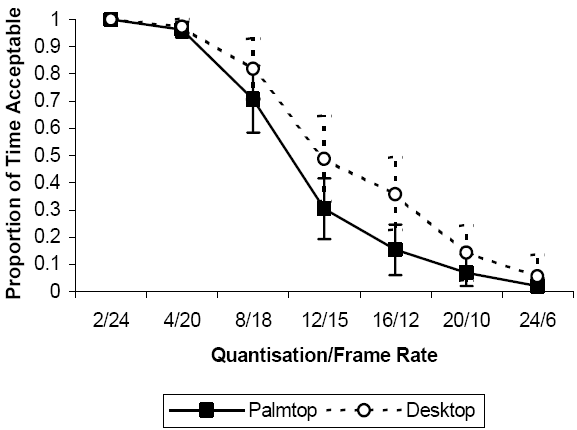 Proportion of Time Acceptable
1
0.9
0.8
0.7
0.6
0.5
0.4
0.3
0.2
0.1
0
2/24 4/20 8/18 12/15 16/12 20/10 24/6
Quantisation/Frame Rate
Palmtop Desktop